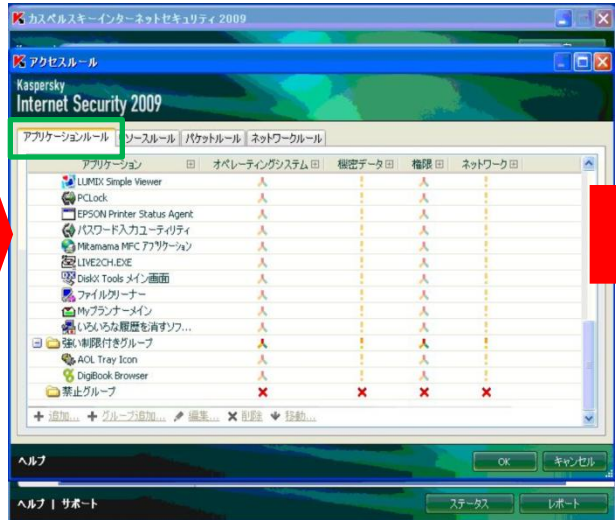 カスペルスキーインターネットセキュリティ 2009
アクセスルール
Kaspersky
Internet Security 2009
アプリケーションルール
ソースルール パケットルール ネットワークルール
アプリケーション オペレーティングシステム 機密データ 権限 ネットワーク
LUMIX Simple Viewer
PCLock
EPSON Printer Status Agent
パスワード入力ユーティリティ
Mitamama MFC アプリケーション
LIVE2CH.EXE
DiskX Tools メイン画面
ファイルクリーナー
Myプランナーメイン
いろいろな履歴を消すソフ...
強い制限付きグループ
AOL Tray Icon
DigiBook Browser
禁止グループ
追加... グループ追加... 編集... 削除 移動...
ヘルプ OK キャンセル
ヘルプ | サポート ステータス レポート